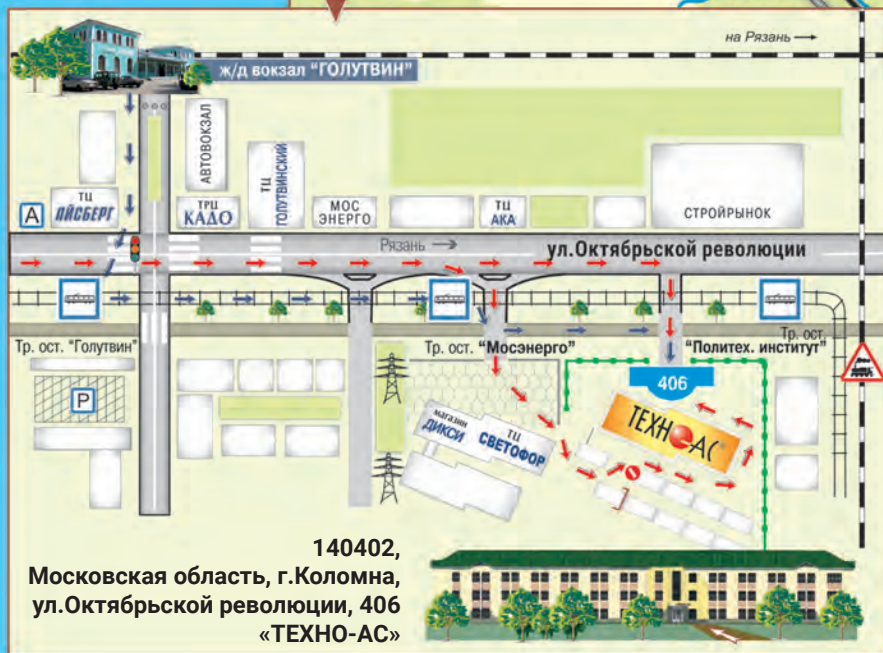 на Рязань
ж/д вокзал "ГОЛУТВИН"
АВТОВОКЗАЛ
ТЦ
ГОЛУТВИНСКИЙ
ТЦ
АЙСБЕРГ
А
ТРЦ
КАДО
МОС
ЭНЕРГО
ТЦ
АКА
СТРОЙРЫНОК
Рязань
ул.Октябрьской революции
Тр. ост. "Голутвин"
Тр. ост. "Мосэнерго"
Тр. ост.
"Политех. институт"
406
P
магазин
ДИКСИ
ТЦ
СВЕТОФОР
ТЕХНО-АС
140402,
Московская область, г.Коломна,
ул.Октябрьской революции, 406
«ТЕХНО-АС»